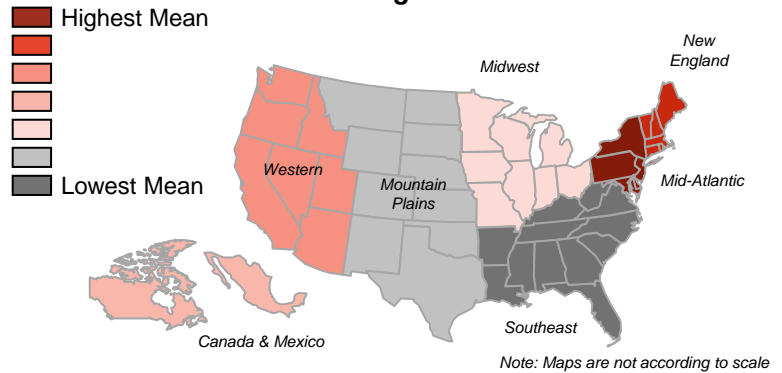 Highest Mean
Lowest Mean
New
England
Midwest
Western
Mountain
Plains
Mid-Atlantic
Southeast
Canada & Mexico
Note: Maps are not according to scale